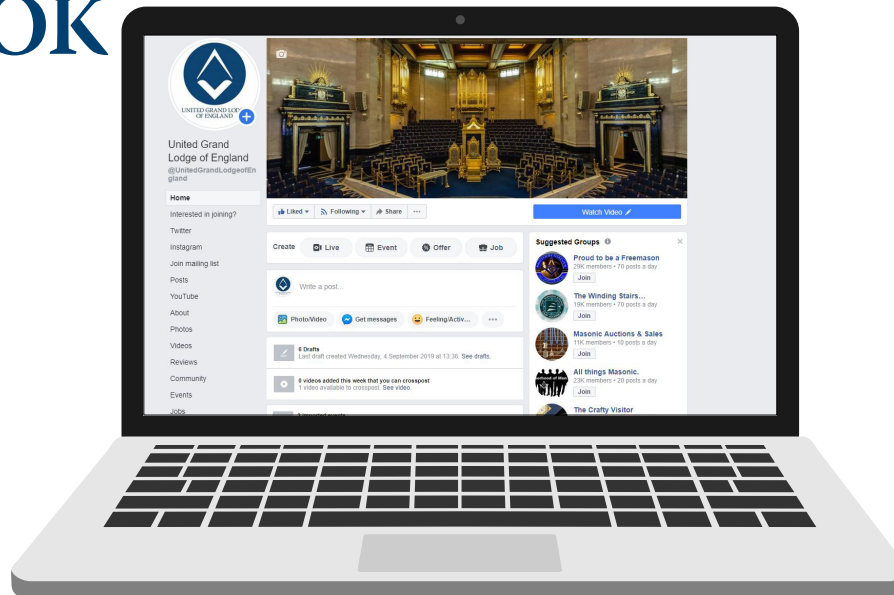 OK
UNITED GRAND LODGE
OF ENGLAND
United Grand
Lodge of England
@UnitedGrandLodgeofEn
gland
Home
Interested in joining?
Twitter
Instagram
Join mailing list
Posts
YouTube
About
Photos
Videos
Reviews
Community
Events
Jobs
Liked
Following
Share
Watch Video
Create
Live
Event
Offer
Job
Write a post...
Photo/Video
Get messages
Feeling/Activ...
6 Drafts
Last draft created Wednesday, 4 September 2019 at 13:36. See drafts.
0 videos added this week that you can crosspost
1 video available to crosspost. See video
Suggested Groups
Proud to be a Freemason
29K members • 70 posts a day
Join
The Winding Stairs...
19K members • 70 posts a day
Join
Masonic Auctions & Sales
11K members • 10 posts a day
Join
All things Masonic.
23K members • 20 posts a day
Join
The Crafty Visitor